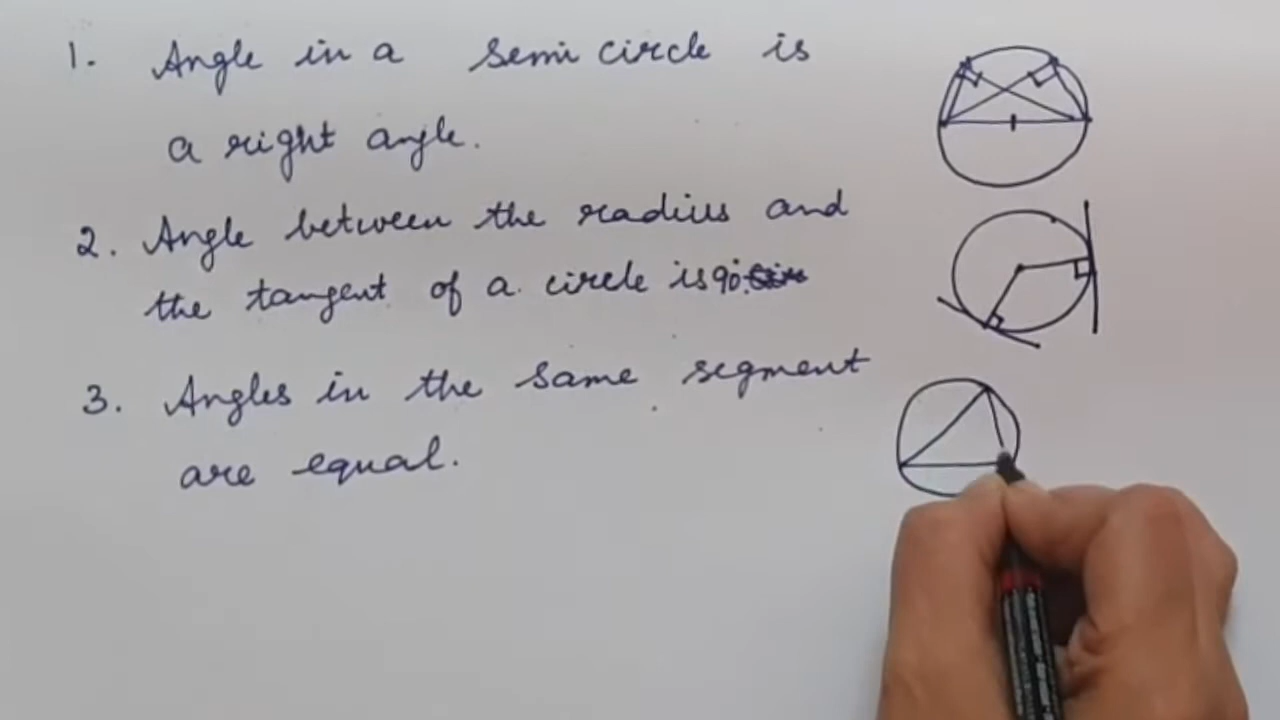 1. Angle in a semi circle is
a right angle.
2. Angle between the radius and
the tangent of a circle is 90°.
3. Angles in the same segment
are equal.